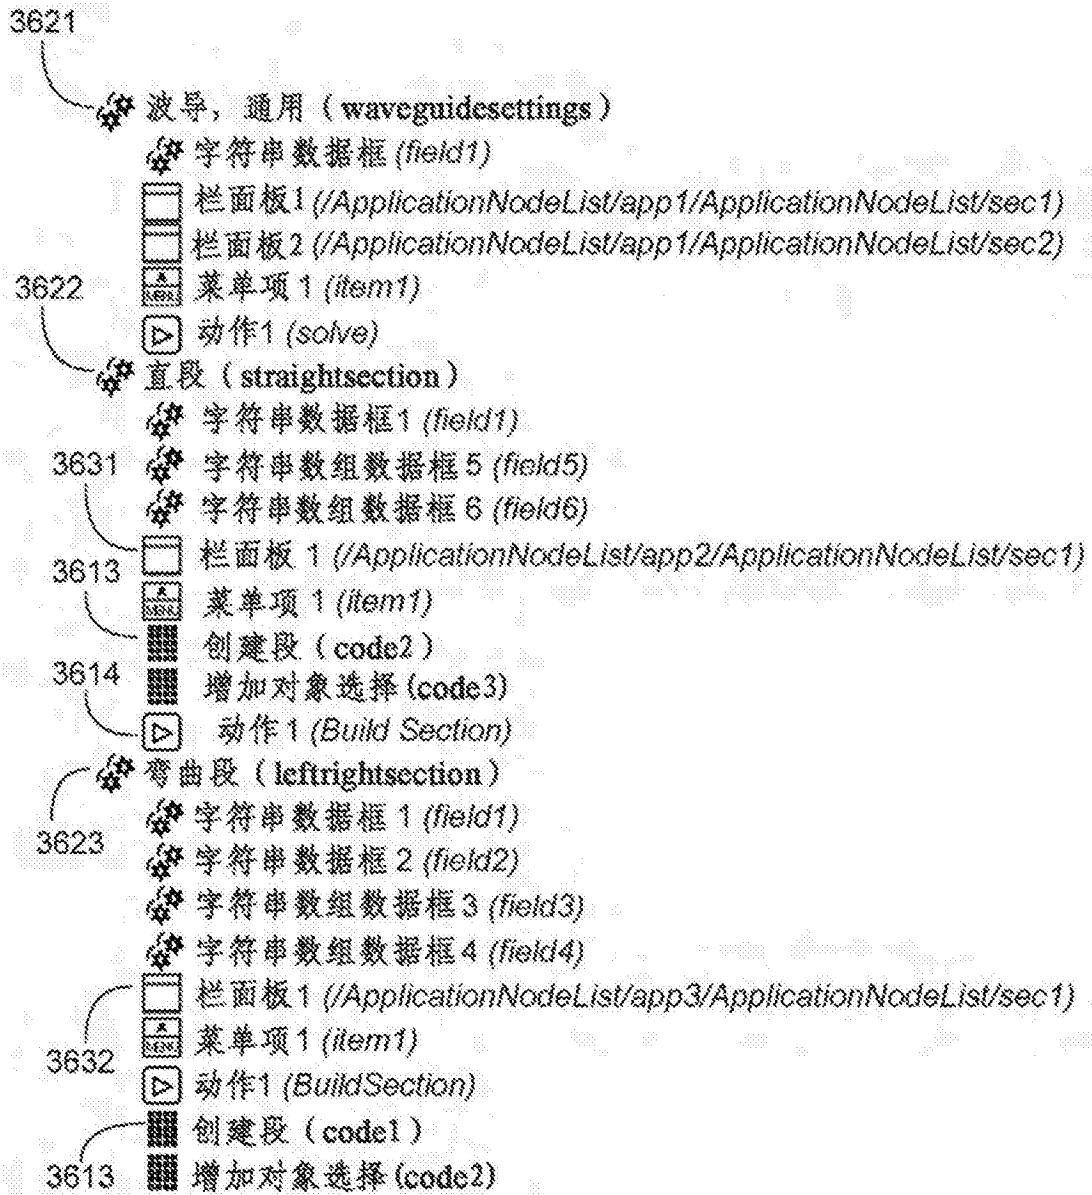 3621
波导，通用（waveguidesettings）
字符串数据框 (field1)
栏面板1 (/ApplicationNodeList/app1/ApplicationNodeList/sec1)
栏面板2 (/ApplicationNodeList/app1/ApplicationNodeList/sec2)
3622
菜单项 1 (item1)
动作1 (solve)
直段（straightsection）
字符串数据框1 (field1)
3631
字符串数组数据框 5 (field5)
字符串数组数据框 6 (field6)
栏面板 1 (/ApplicationNodeList/app2/ApplicationNodeList/sec1)
3613
菜单项 1 (item1)
创建段（code2）
3614
增加对象选择 (code3)
动作 1 (Build Section)
弯曲段（leftrightsection）
字符串数据框 1 (field1)
3623
字符串数据框 2 (field2)
字符串数组数据框 3 (field3)
字符串数组数据框 4 (field4)
栏面板 1 (/ApplicationNodeList/app3/ApplicationNodeList/sec1)
菜单项 1 (item1)
3632
动作1 (BuildSection)
创建段（code1）
3613
增加对象选择 (code2)